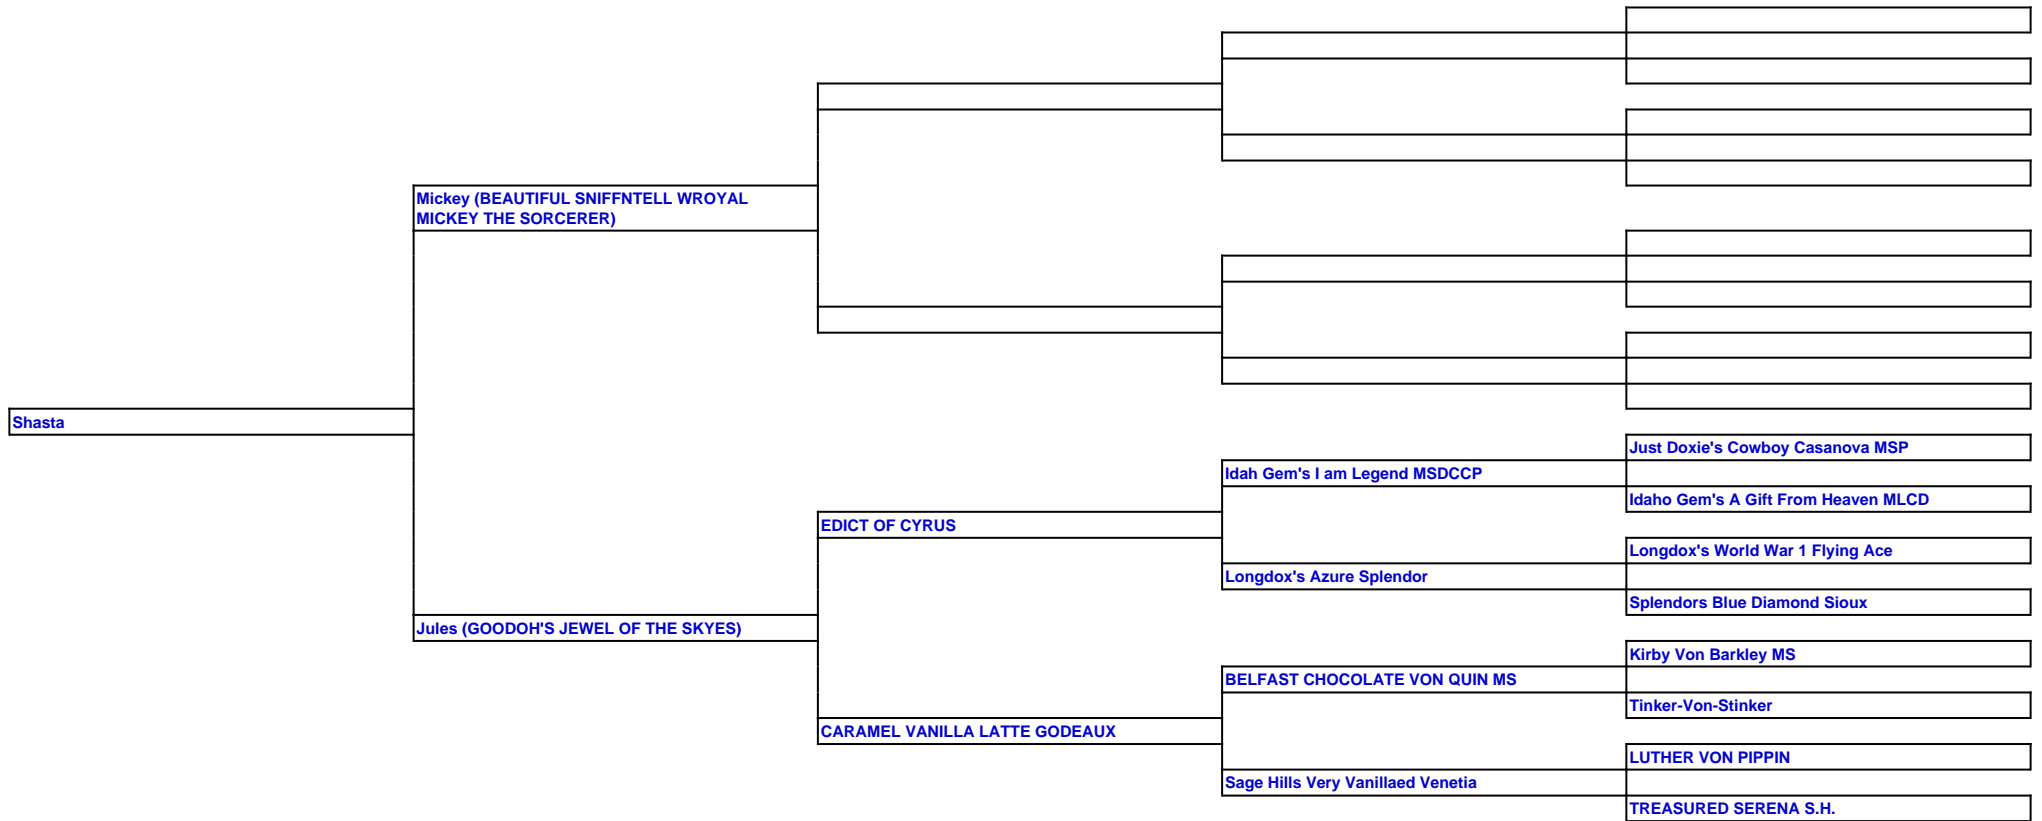 Mickey (BEAUTIFUL SNIFFNTELL WROYAL
MICKEY THE SORCERER)
Shasta
Just Doxie's Cowboy Casanova MSP
Idah Gem's I am Legend MSDCCP
Idaho Gem's A Gift From Heaven MLCD
EDICT OF CYRUS
Longdox's World War 1 Flying Ace
Longdox's Azure Splendor
Splendors Blue Diamond Sioux
Jules (GOODOH'S JEWEL OF THE SKYES)
Kirby Von Barkley MS
BELFAST CHOCOLATE VON QUIN MS
Tinker-Von-Stinker
CARAMEL VANILLA LATTE GODEAUX
LUTHER VON PIPPIN
Sage Hills Very Vanillaed Venetia
TREASURED SERENA S.H.